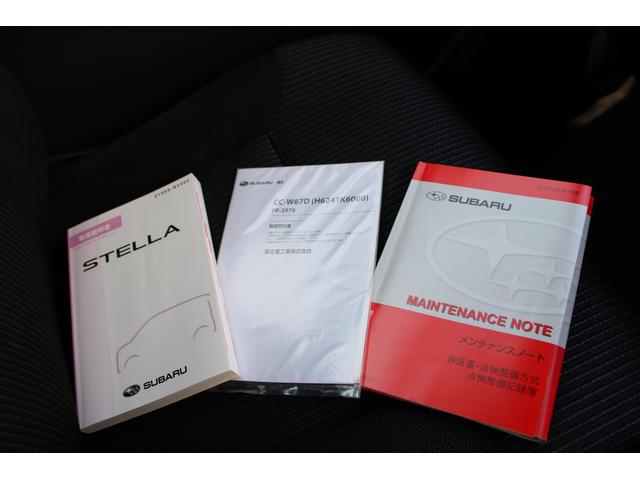 取扱説明書
STELLA
SUBARU
SUBARU
CC-W67D (H6241K6000)
PF-2976
取扱説明書
富士重工業株式会社
SUBARU
MAINTENANCE NOTE
メンテナンスノート
保証書・点検整備方式
点検整備記録簿